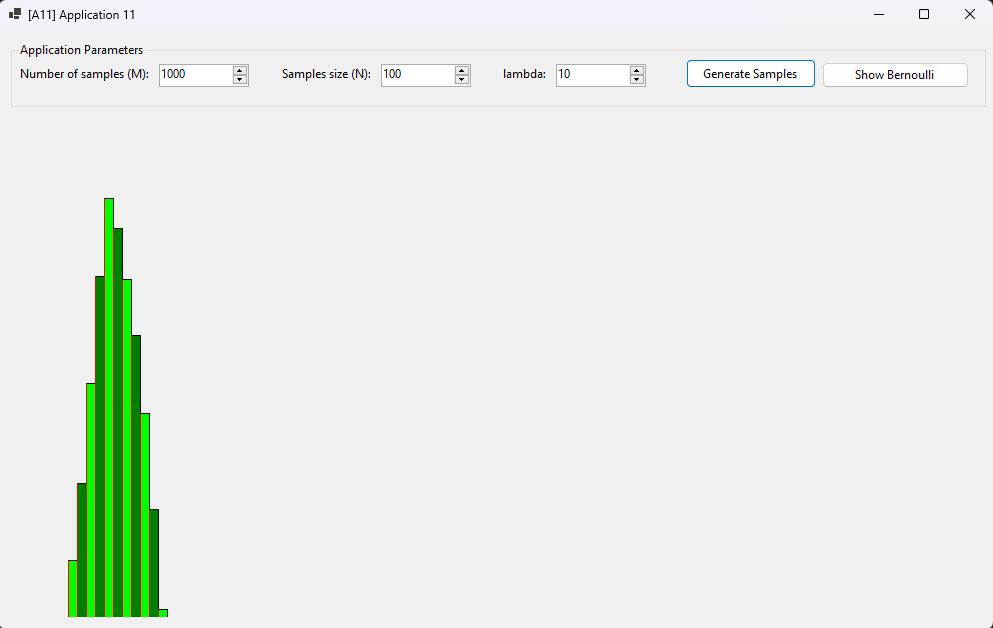 [A11] Application 11
Application Parameters
Number of samples (M): 1000 Samples size (N): 100 lambda: 10 Generate Samples Show Bernoulli